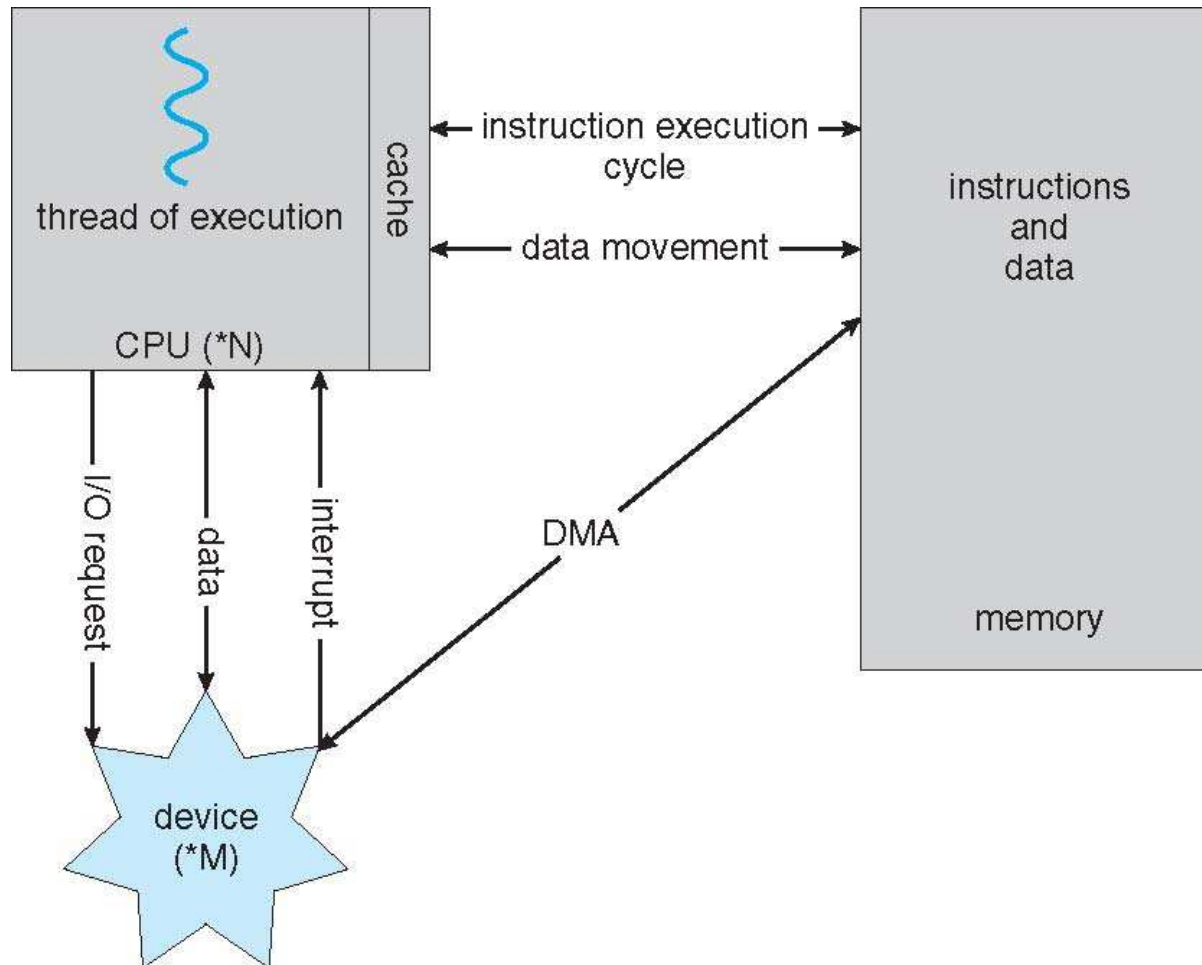 thread of execution
CPU (*N)
cache
instruction execution
cycle
data movement
instructions
and
data
memory
I/O request
data
interrupt
DMA
device
(*M)